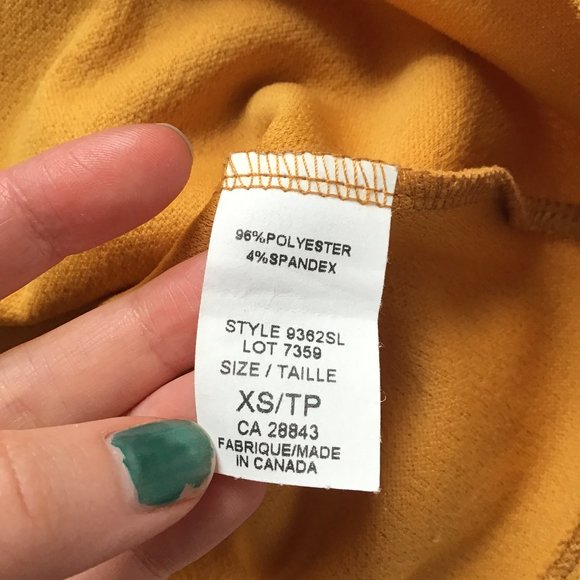 96%POLYESTER
4%SPANDEX
STYLE 9362SL
LOT 7359
SIZE / TAILLE
XS/TP
CA 28843
FABRIQUE/MADE
IN CANADA